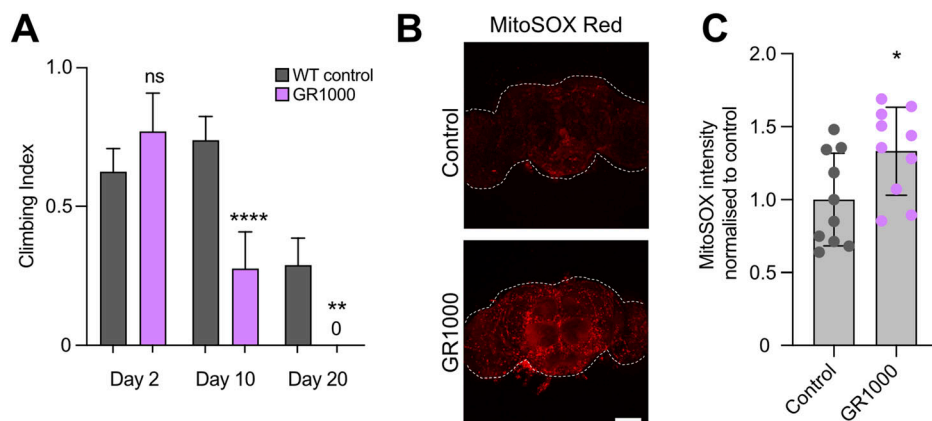 A
1.0
0.5
0
Climbing Index
ns
****
**
0
WT control
GR1000
Day 2
Day 10
Day 20
B
MitoSOX Red
Control
GR1000
C
2.0
1.5
1.0
0.5
0
MitoSOX intensity
normalised to control
*
Control
GR1000